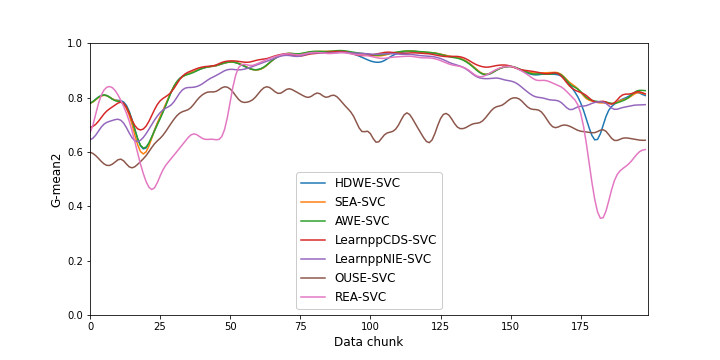 1.0
0.8
0.6
0.4
0.2
0.0
G-mean2
HDWE-SVC
SEA-SVC
AWE-SVC
LearnppCDS-SVC
LearnppNIE-SVC
OUSE-SVC
REA-SVC
0 25 50 75 100 125 150 175
Data chunk